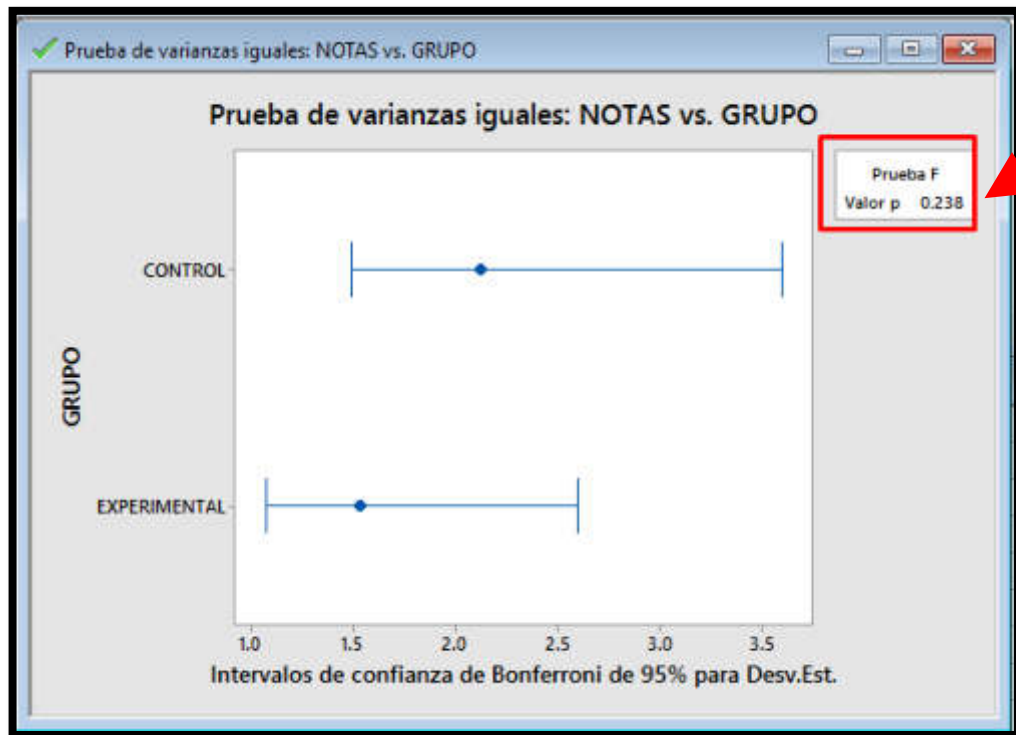 Prueba de varianzas iguales: NOTAS vs. GRUPO
Prueba de varianzas iguales: NOTAS vs. GRUPO
Prueba F
Valor p 0.238
CONTROL
GRUPO
EXPERIMENTAL
1.0 1.5 2.0 2.5 3.0 3.5
Intervalos de confianza de Bonferroni de 95% para Desv.Est.